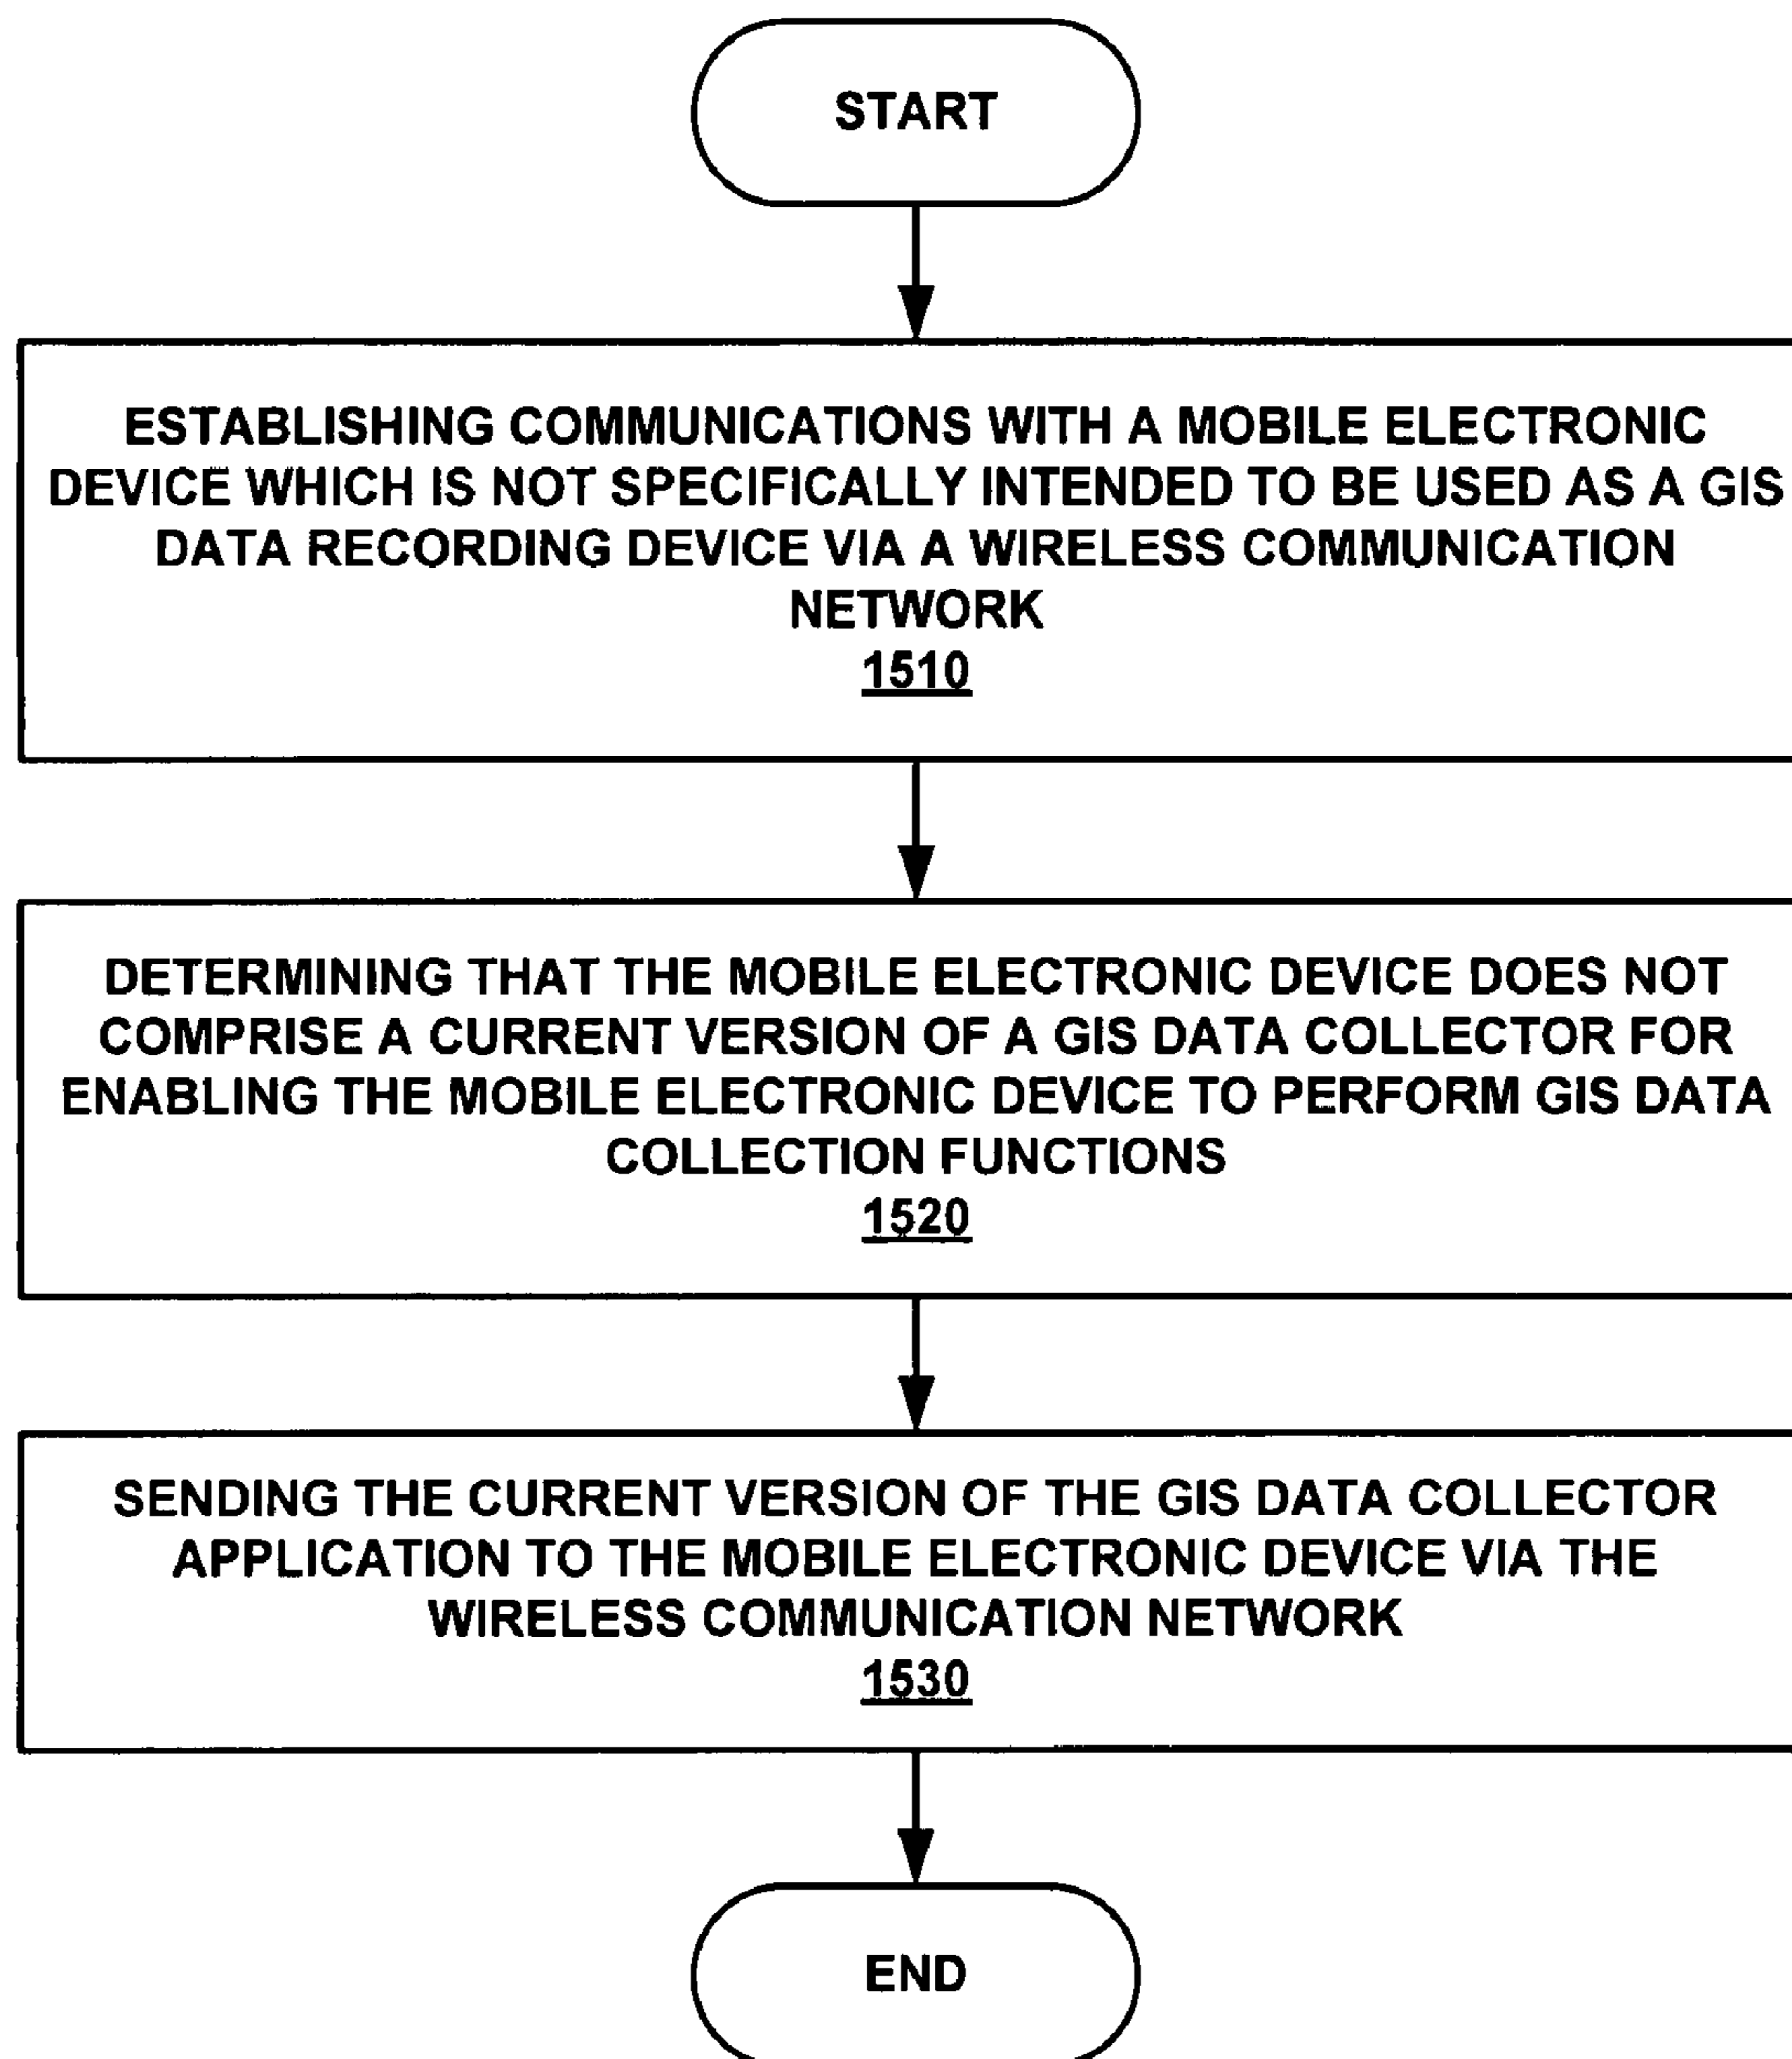 START
ESTABLISHING COMMUNICATIONS WITH A MOBILE ELECTRONIC
DEVICE WHICH IS NOT SPECIFICALLY INTENDED TO BE USED AS A GIS
DATA RECORDING DEVICE VIA A WIRELESS COMMUNICATION
NETWORK
1510
DETERMINING THAT THE MOBILE ELECTRONIC DEVICE DOES NOT
COMPRISE A CURRENT VERSION OF A GIS DATA COLLECTOR FOR
ENABLING THE MOBILE ELECTRONIC DEVICE TO PERFORM GIS DATA
COLLECTION FUNCTIONS
1520
SENDING THE CURRENT VERSION OF THE GIS DATA COLLECTOR
APPLICATION TO THE MOBILE ELECTRONIC DEVICE VIA THE
WIRELESS COMMUNICATION NETWORK
1530
END